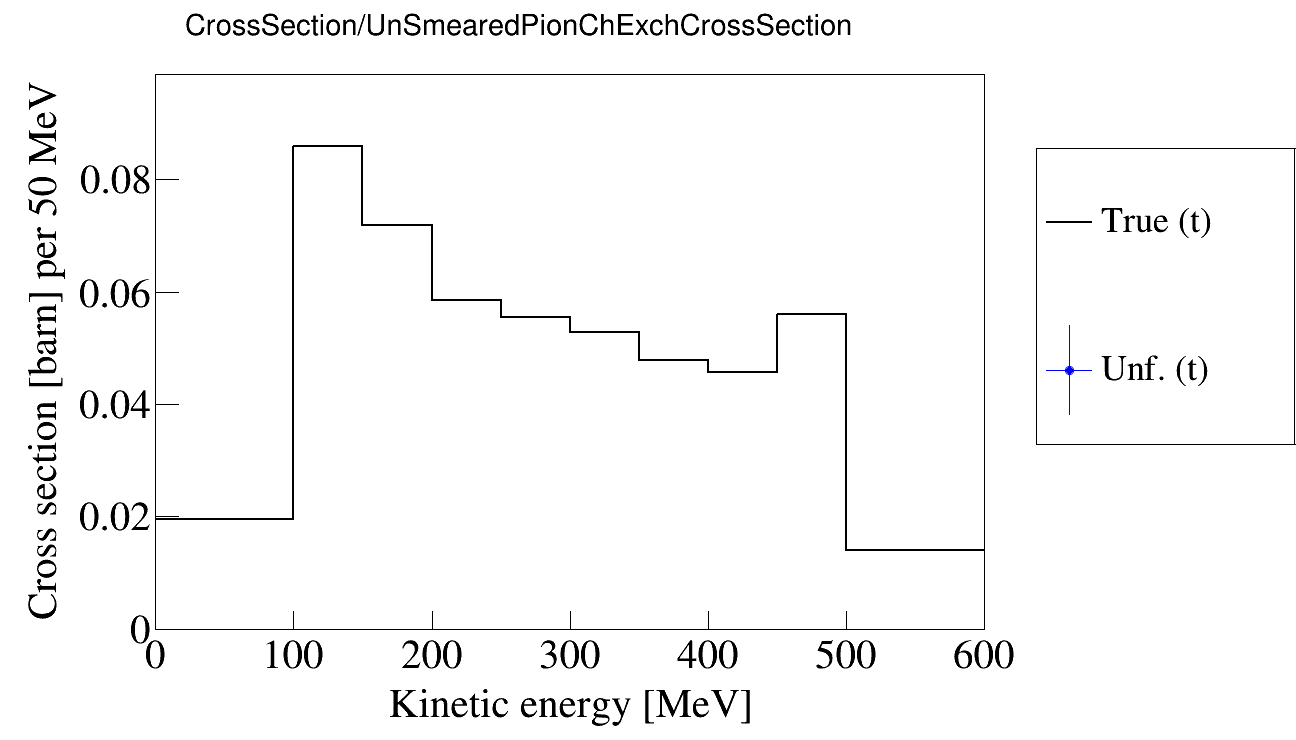 CrossSection/UnSmearedPionChExchCrossSection
Cross section [barn] per 50 MeV
0.08
0.06
0.04
0.02
0
0 100 200 300 400 500 600
Kinetic energy [MeV]
True (t)
Unf. (t)